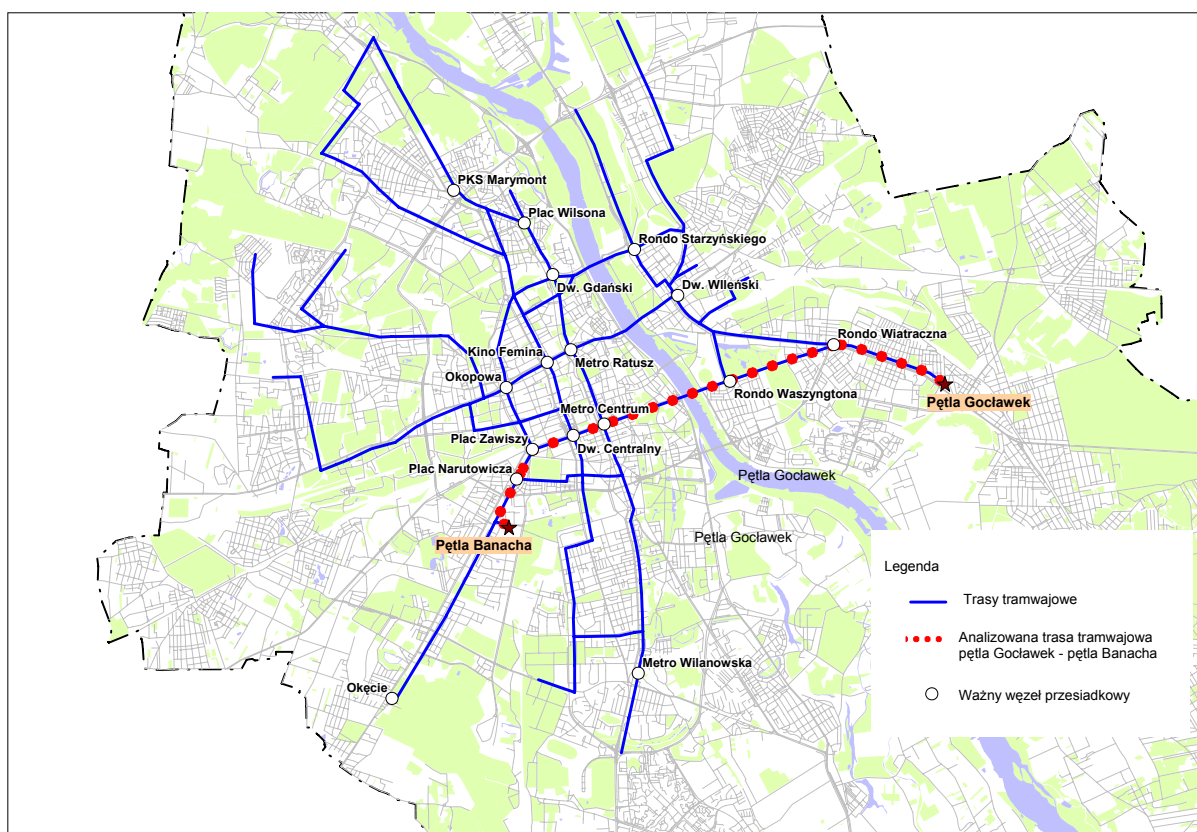 PKS Marymont
Plac Wilsona
Rondo Starzyńskiego
Dw. Gdański
Dw. WIleński
Rondo Wiatraczna
Kino Femina
Metro Ratusz
Okopowa
Rondo Waszyngtona
Pętla Gocławek
Metro Centrum
Plac Zawiszy
Dw. Centralny
Plac Narutowicza
Pętla Gocławek
Pętla Banacha
Pętla Gocławek
Metro Wilanowska
Okęcie
Legenda
Trasy tramwajowe
Analizowana trasa tramwajowa
pętla Gocławek - pętla Banacha
Ważny węzeł przesiadkowy